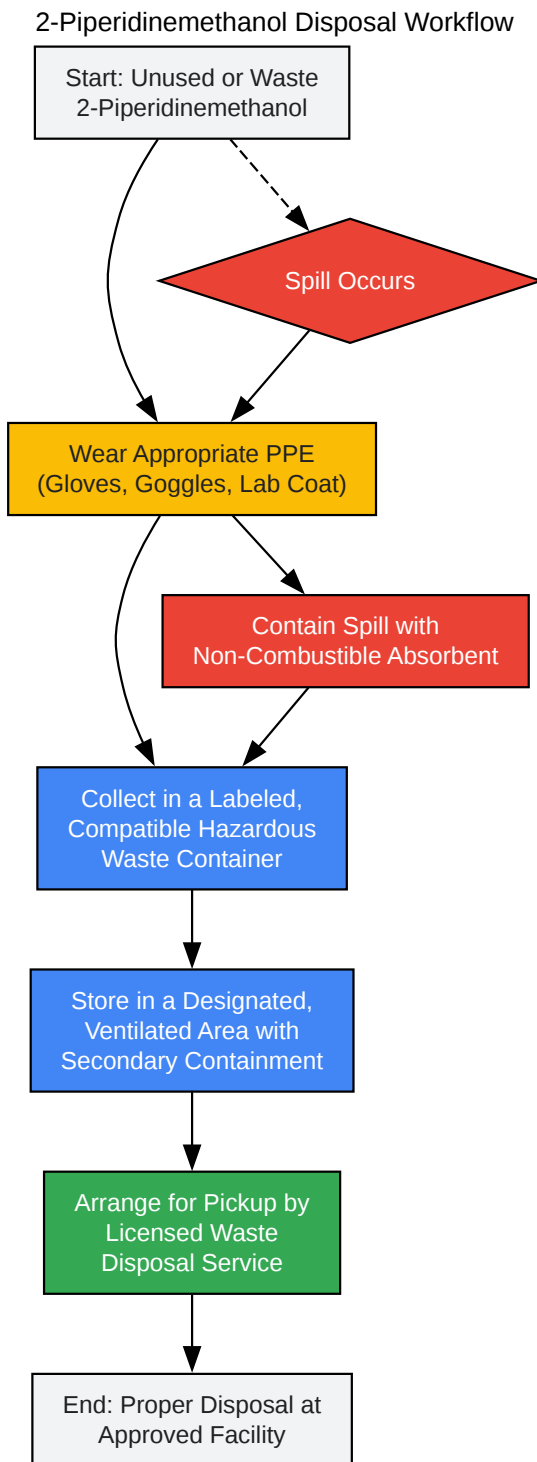 2-Piperidinemethanol Disposal Workflow
Start: Unused or Waste
2-Piperidinemethanol
Spill Occurs
Wear Appropriate PPE
(Gloves, Goggles, Lab Coat)
Contain Spill with
Non-Combustible Absorbent
Collect in a Labeled,
Compatible Hazardous
Waste Container
Store in a Designated,
Ventilated Area with
Secondary Containment
Arrange for Pickup by
Licensed Waste
Disposal Service
End: Proper Disposal at
Approved Facility